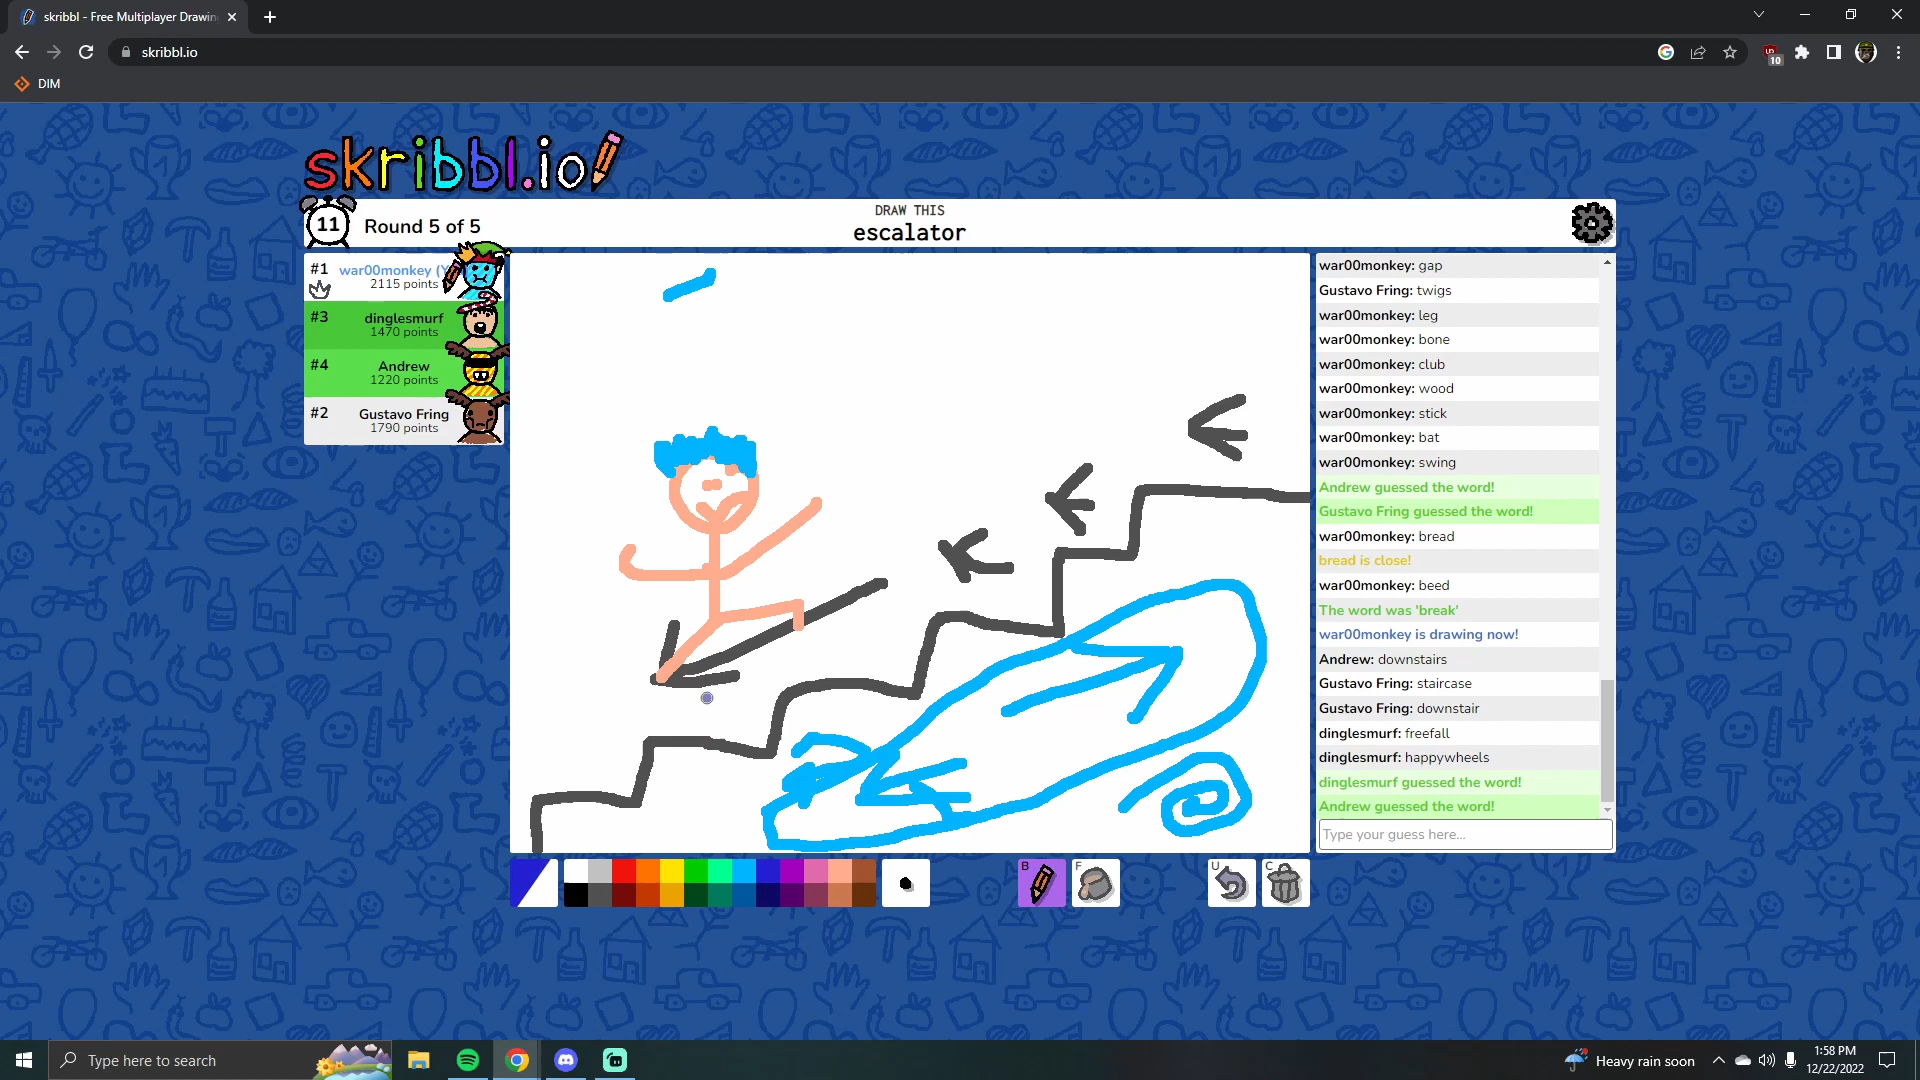 skribbl - Free Multiplayer Drawin
skribbl.io
10
DIM
skribbl.io
11
Round 5 of 5
DRAW THIS
escalator
#1
war00monkey (Y
2115 points
#3
dinglesmurf
1470 points
#4
Andrew
1220 points
#2
Gustavo Fring
1790 points
war00monkey: gap
Gustavo Fring: twigs
war00monkey: leg
war00monkey: bone
war00monkey: club
war00monkey: wood
war00monkey: stick
war00monkey: bat
war00monkey: swing
Andrew guessed the word!
Gustavo Fring guessed the word!
war00monkey: bread
bread is close!
war00monkey: beed
The word was 'break'
war00monkey is drawing now!
Andrew: downstairs
Gustavo Fring: staircase
Gustavo Fring: downstair
dinglesmurf: freefall
dinglesmurf: happywheels
dinglesmurf guessed the word!
Andrew guessed the word!
Type your guess here...
B
F
U
C
Type here to search
Heavy rain soon
1:58 PM
12/22/2022